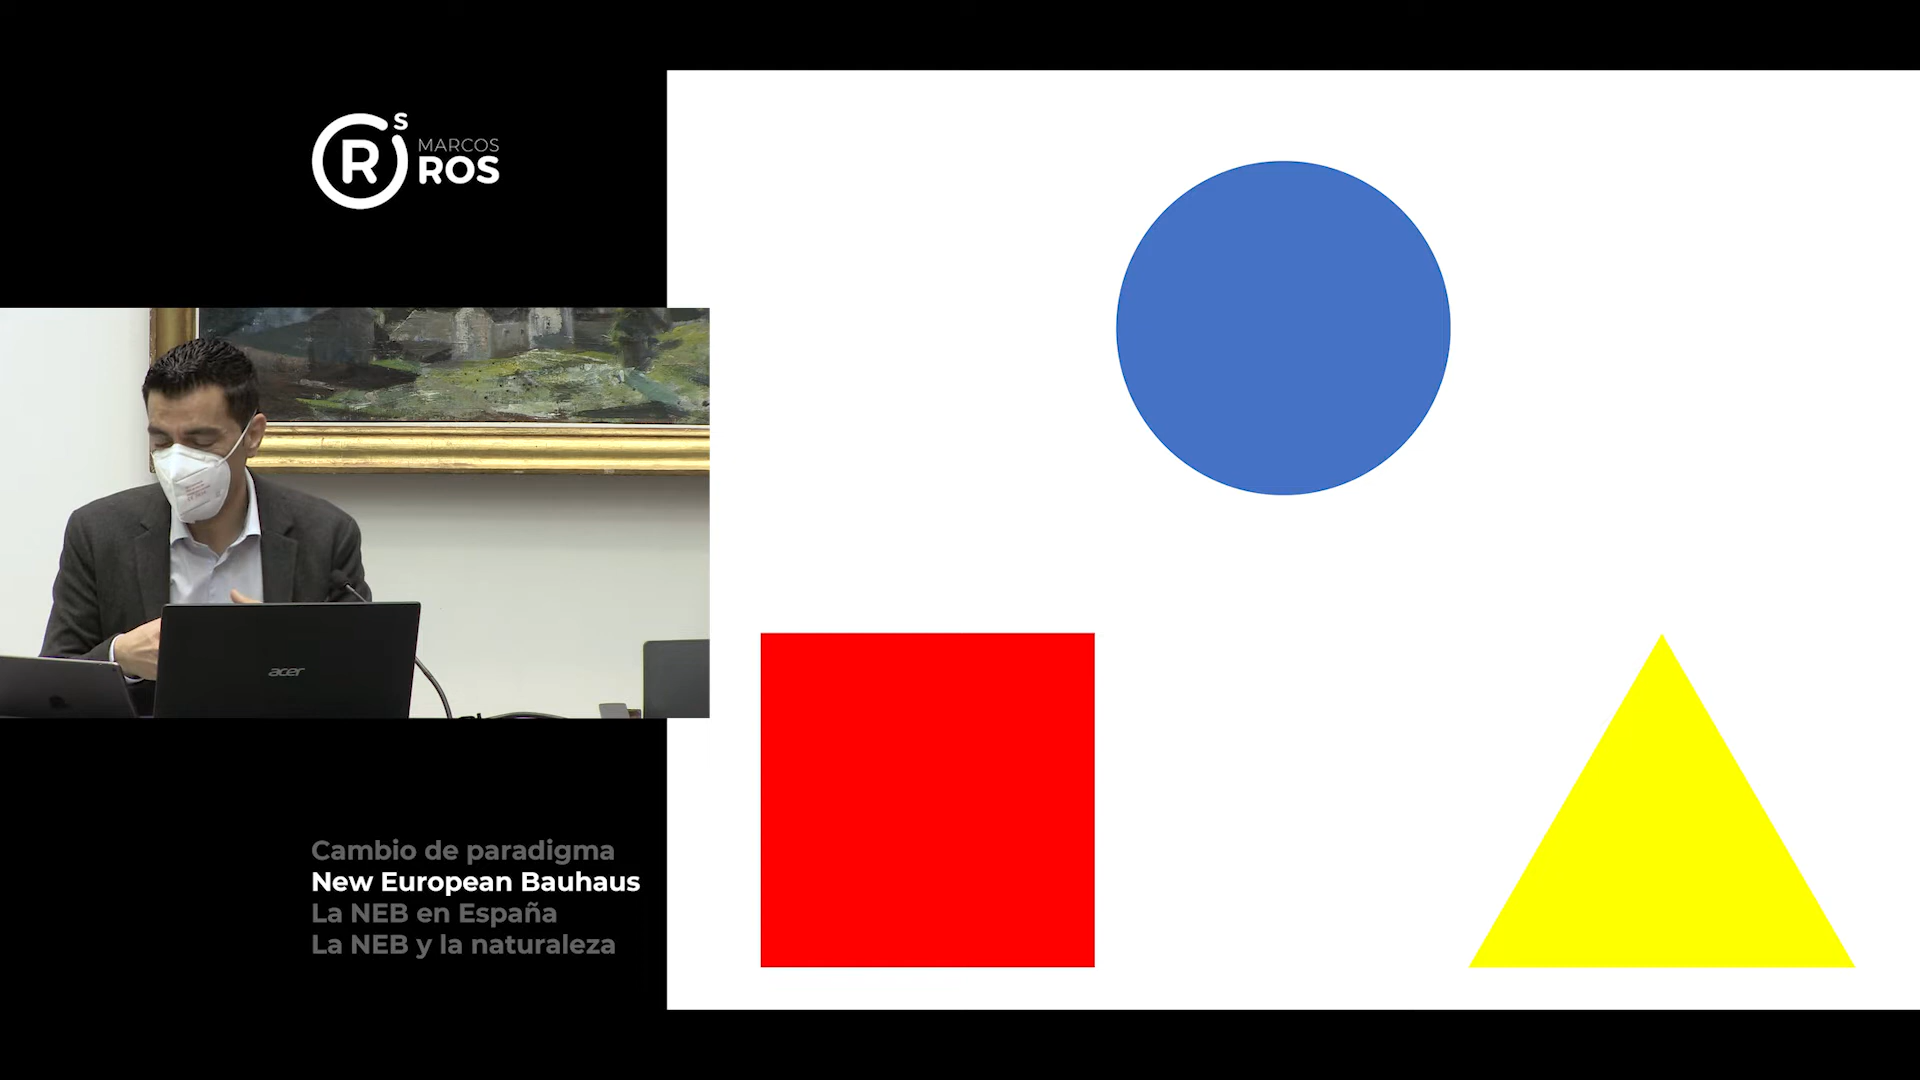 R S
MARCOS
ROS
acer
Cambio de paradigma
New European Bauhaus
La NEB en España
La NEB y la naturaleza